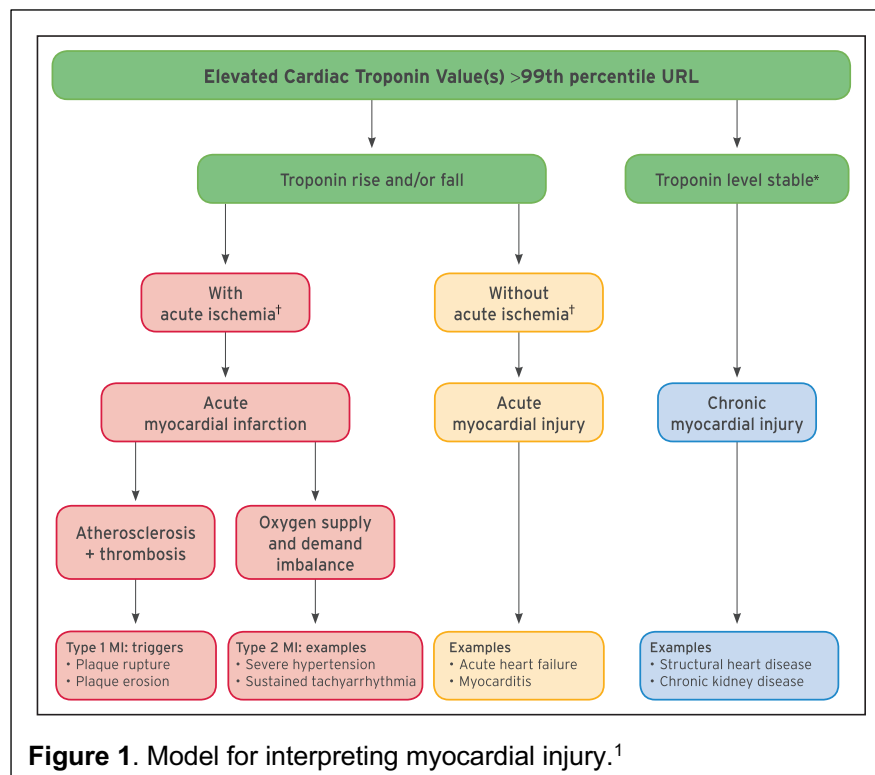 Elevated Cardiac Troponin Value(s) >99th percentile URL
Troponin rise and/or fall
Troponin level stable*
With
acute ischemia†
Without
acute ischemia†
Acute
myocardial infarction
Acute
myocardial injury
Chronic
myocardial injury
Atherosclerosis
+ thrombosis
Oxygen supply
and demand
imbalance
Type 1 MI: triggers
• Plaque rupture
• Plaque erosion
Type 2 MI: examples
• Severe hypertension
• Sustained tachyarrhythmia
Examples
• Acute heart failure
• Myocarditis
Examples
• Structural heart disease
• Chronic kidney disease
Figure 1. Model for interpreting myocardial injury.1